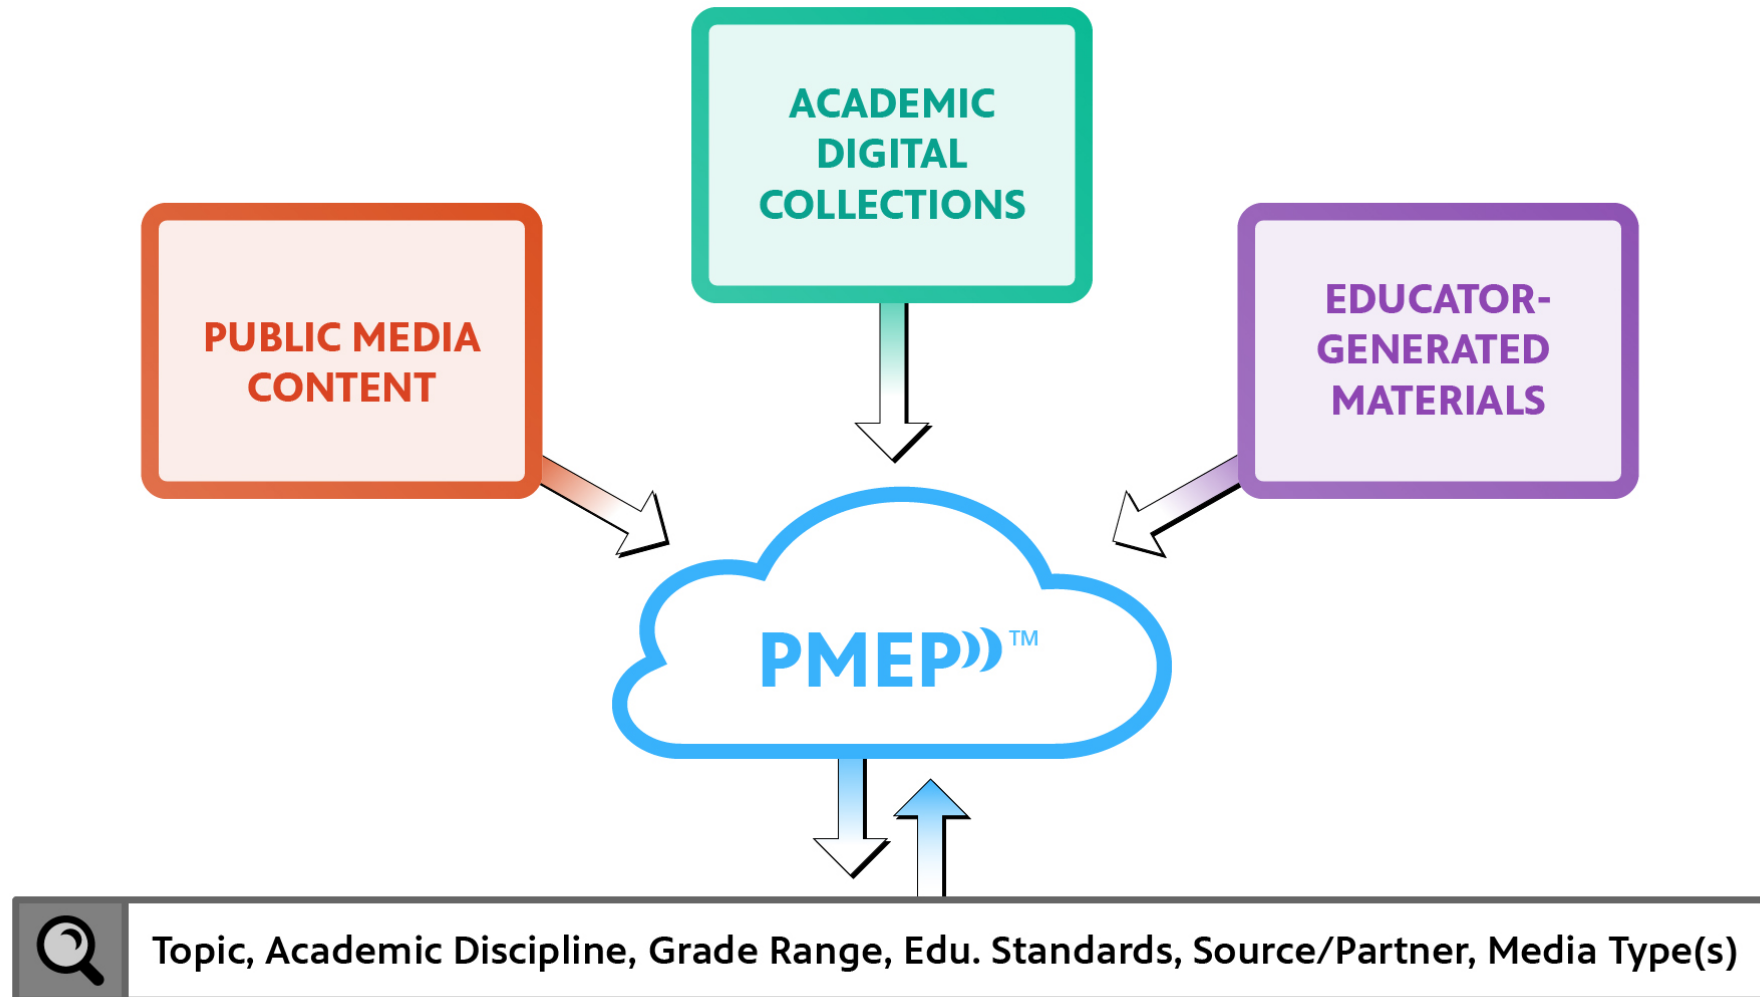 ACADEMIC
DIGITAL
COLLECTIONS
PUBLIC MEDIA
CONTENT
EDUCATOR-
GENERATED
MATERIALS
PMEP™
Topic, Academic Discipline, Grade Range, Edu. Standards, Source/Partner, Media Type(s)